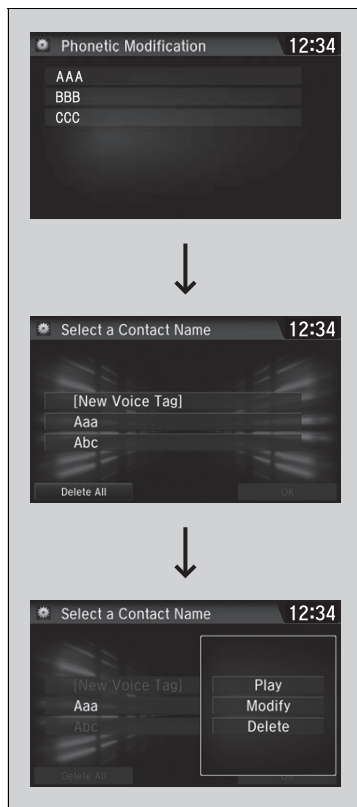 Phonetic Modification 12:34
AAA
BBB
CCC
Select a Contact Name 12:34
[New Voice Tag]
Aaa
Abc
Delete All OK
Select a Contact Name 12:34
[New Voice Tag] Play
Aaa Modify
Abc Delete
Delete All OK